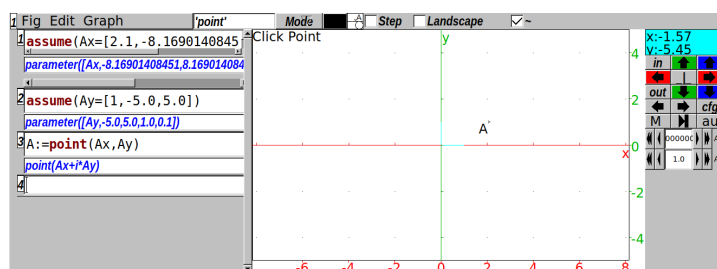 1 Fig Edit Graph 'point' Mode A Step Landscape ~
1 assume(Ax=[2.1,-8.1690140845
parameter([Ax,-8.16901408451,8.169014084
2 assume(Ay=[1,-5.0,5.0])
parameter([Ay,-5.0,5.0,1.0,0.1])
3 A:=point(Ax,Ay)
point(Ax+i*Ay)
4
Click Point
y
4
2
0
-2
-4
x
A
-6 -4 -2 0 2 4 6 8
x:-1.57
y:-5.45
in
_|_
out
cfg
M au
000000 A
1.0 A